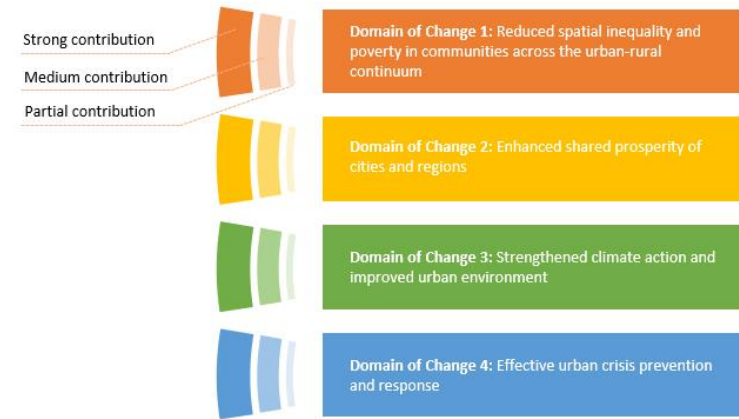 Strong contribution
Medium contribution
Partial contribution
Domain of Change 1: Reduced spatial inequality and
poverty in communities across the urban-rural
continuum
Domain of Change 2: Enhanced shared prosperity of
cities and regions
Domain of Change 3: Strengthened climate action and
improved urban environment
Domain of Change 4: Effective urban crisis prevention
and response